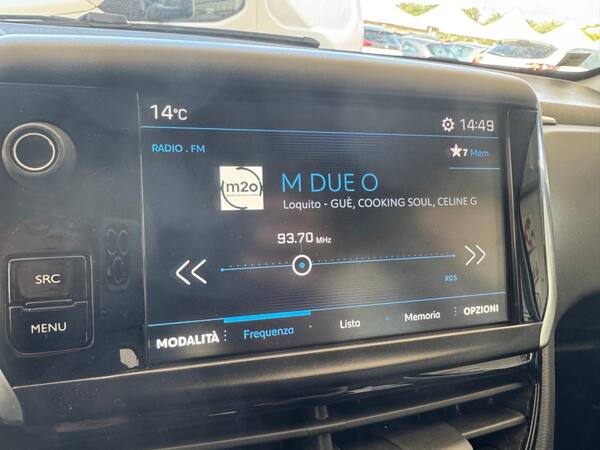 14°C
14:49
RADIO . FM
★7 Mem
m2o
M DUE O
Loquito - GUÈ, COOKING SOUL, CELINE G
93.70 MHz
RDS
SRC
MENU
MODALITÀ : Frequenza · Lista · Memoria : OPZIONI